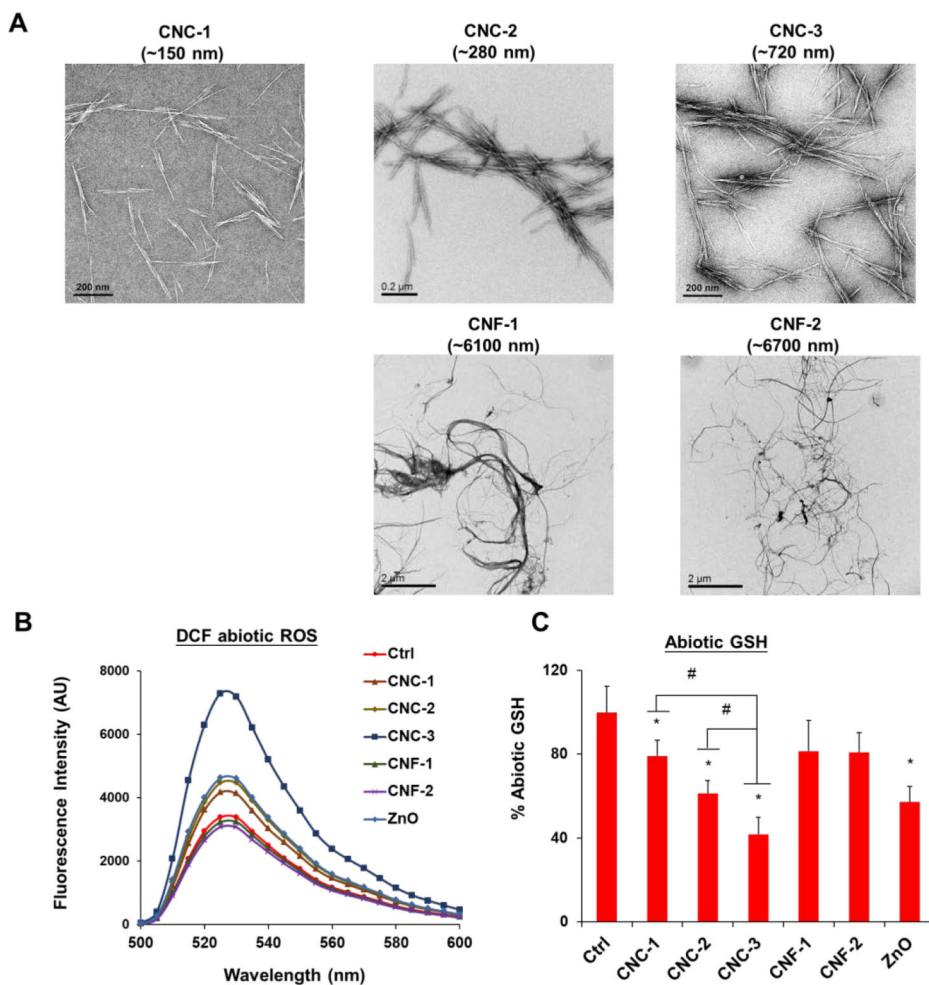 A
CNC-1
(~150 nm)
CNC-2
(~280 nm)
CNC-3
(~720 nm)
200 nm
0.2 µm
200 nm
CNF-1
(~6100 nm)
CNF-2
(~6700 nm)
2 µm
2 µm
B
DCF abiotic ROS
Fluorescence Intensity (AU)
8000
6000
4000
2000
0
500
520
540
560
580
600
Wavelength (nm)
Ctrl
CNC-1
CNC-2
CNC-3
CNF-1
CNF-2
ZnO
C
Abiotic GSH
% Abiotic GSH
120
80
40
0
#
#
*
*
*
*
Ctrl
CNC-1
CNC-2
CNC-3
CNF-1
CNF-2
ZnO